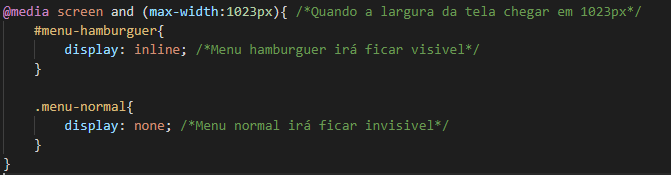 @media screen and (max-width:1023px){ /*Quando a largura da tela chegar em 1023px*/
#menu-hamburguer{
display: inline; /*Menu hamburguer irá ficar visivel*/
}
.menu-normal{
display: none; /*Menu normal irá ficar invisivel*/
}
}